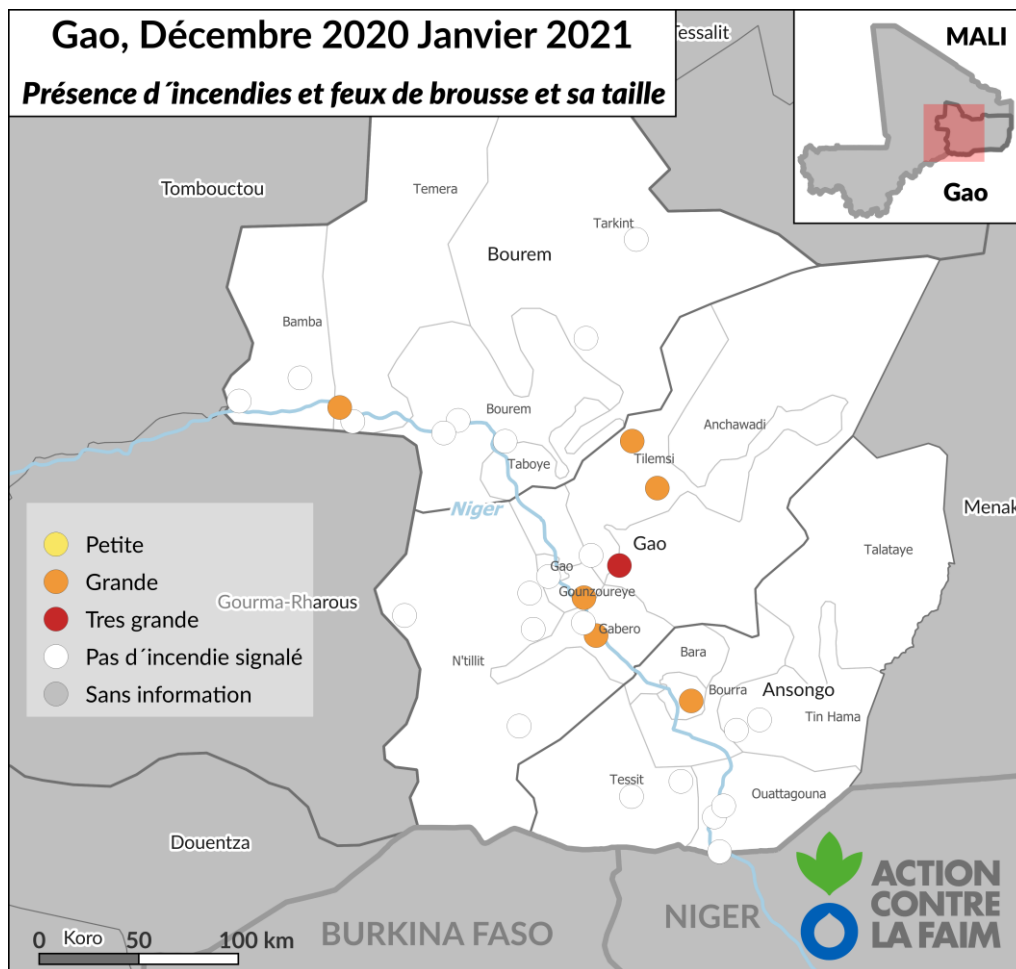 Gao, Décembre 2020 Janvier 2021
Présence d´incendies et feux de brousse et sa taille
Tessalit
MALI
Gao
Tombouctou
Temera
Tarkint
Bourem
Bamba
Bourem
Anchawadi
Taboye
Tilemsi
Niger
Menak
Gao
Talataye
Gao
Gounzoureye
Gourma-Rharous
Gabero
N'tillit
Bara
Bourra
Ansongo
Tin Hama
Tessit
Ouattagouna
Petite
Grande
Tres grande
Pas d´incendie signalé
Sans information
Douentza
BURKINA FASO
NIGER
Koro
0 50 100 km
ACTION
CONTRE
LA FAIM